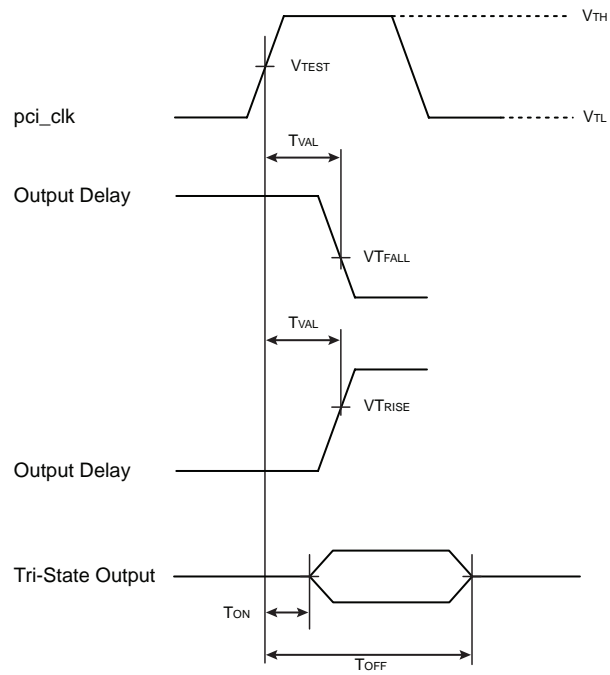 VTH
VTEST
pci_clk
VTL
TVAL
Output Delay
VTFALL
TVAL
VTRISE
Output Delay
Tri-State Output
TON
TOFF